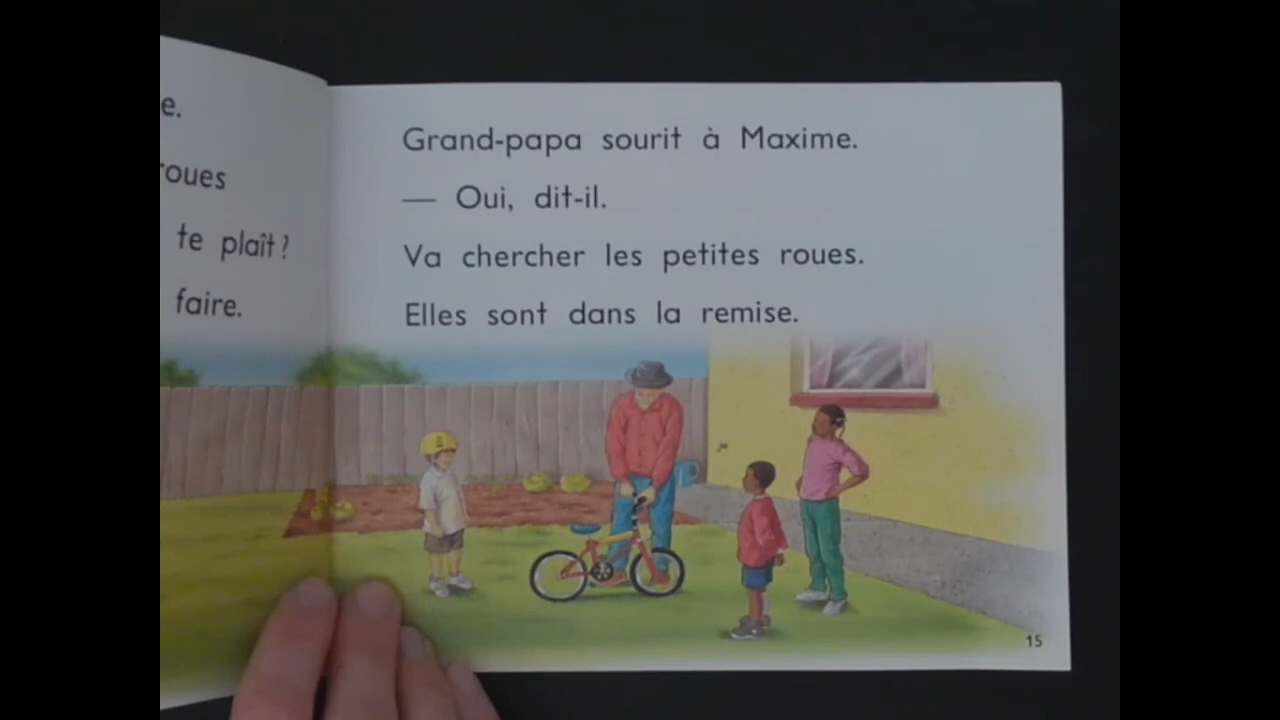 e.
roues
te plaît?
faire.
Grand-papa sourit à Maxime.
— Oui, dit-il.
Va chercher les petites roues.
Elles sont dans la remise.
15